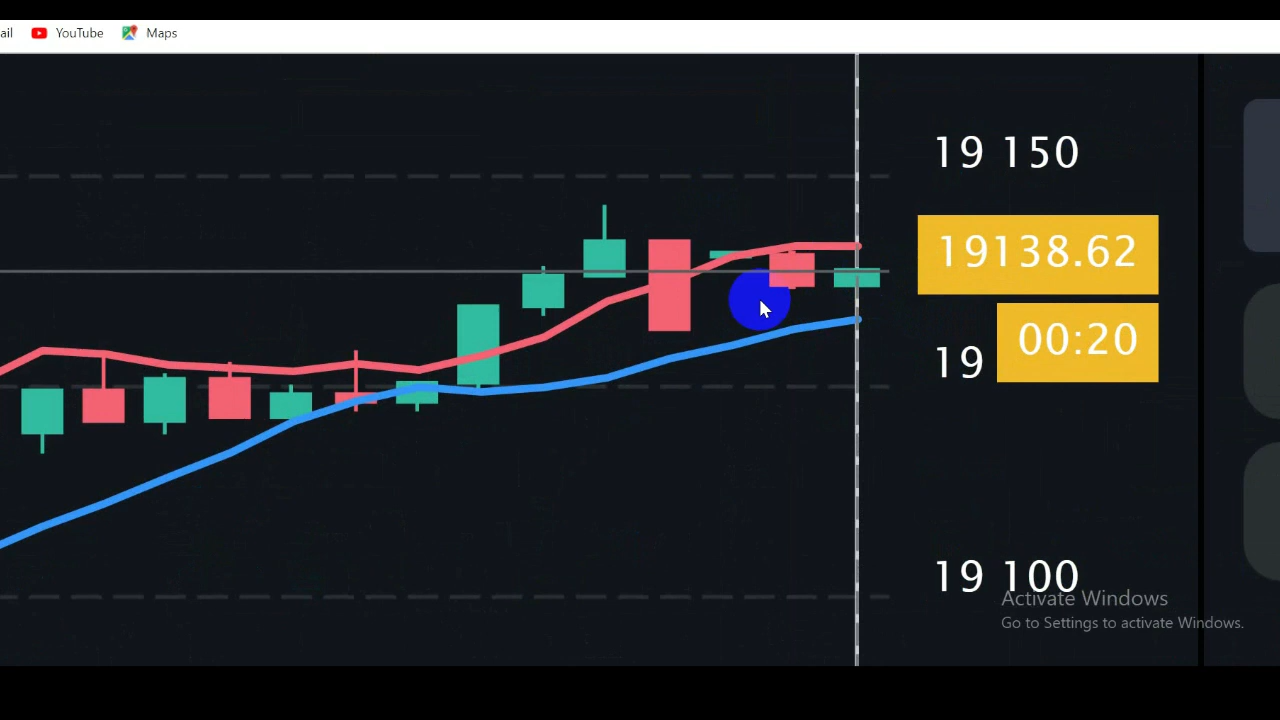 ail YouTube Maps
19 150
19138.62
00:20
19
19 100
Activate Windows
Go to Settings to activate Windows.